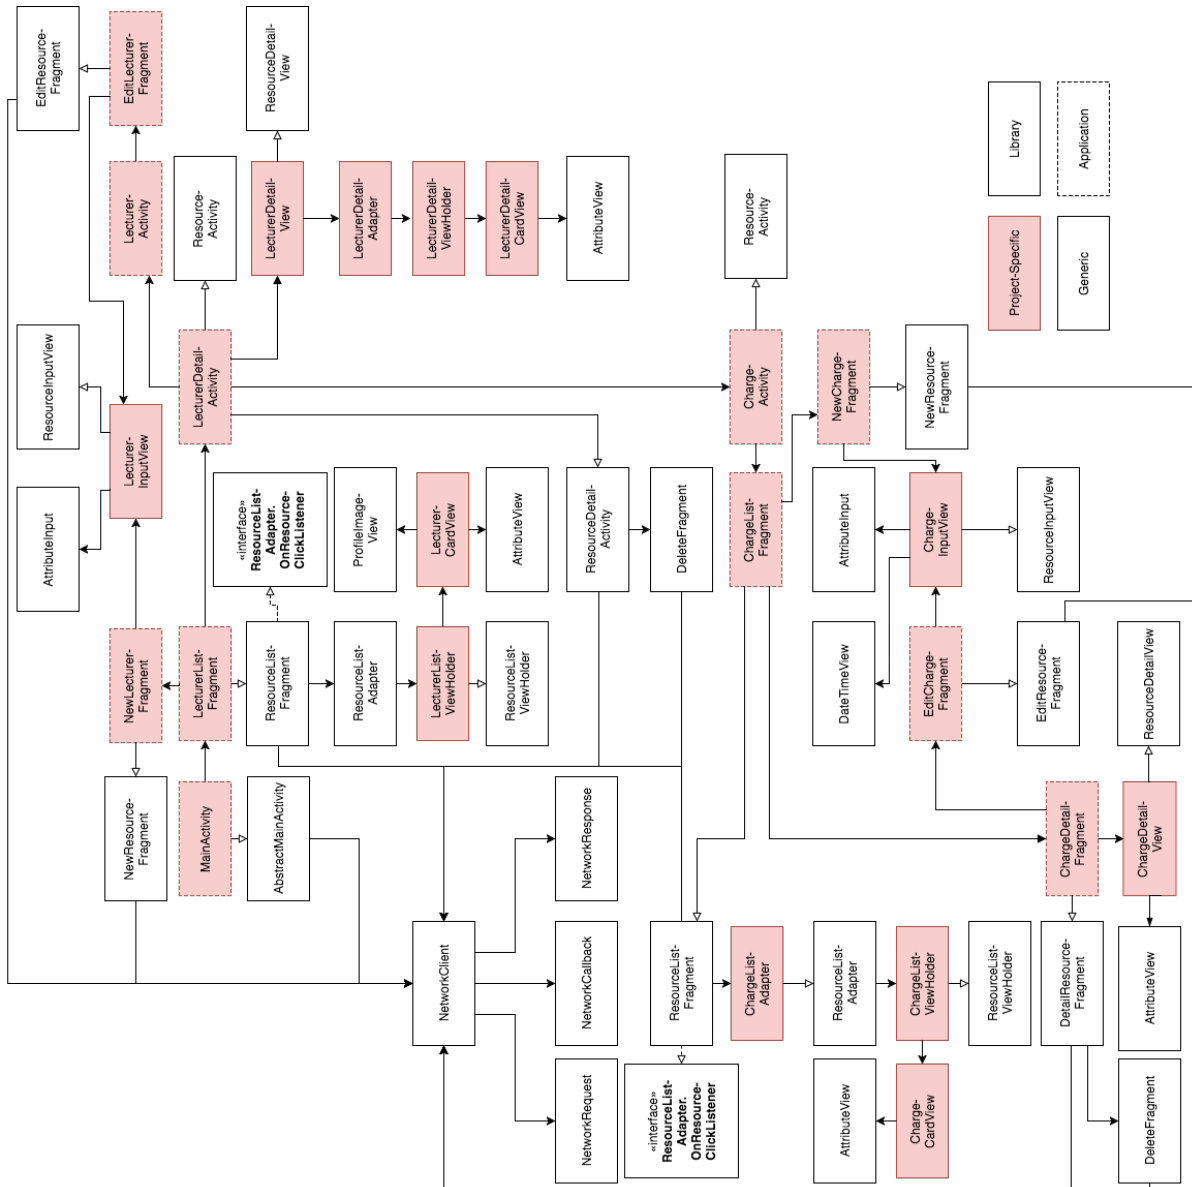 AttributeInput
ResourceInputView
EditResource-
Fragment
NewResource-
Fragment
NewLecturer-
Fragment
Lecturer-
InputView
Lecturer-
Activity
EditLecturer-
Fragment
MainActivity
LecturerList-
Fragment
LecturerDetail-
Activity
Resource-
Activity
AbstractMainActivity
ResourceList-
Fragment
«interface»
ResourceList-
Adapter.
OnResource-
ClickListener
LecturerDetail-
View
ResourceDetail-
View
ResourceList-
Adapter
ProfileImage-
View
LecturerDetail-
Adapter
NetworkClient
LecturerList-
ViewHolder
Lecturer-
CardView
LecturerDetail-
ViewHolder
ResourceList-
ViewHolder
AttributeView
LecturerDetail-
CardView
NetworkRequest
NetworkCallback
NetworkResponse
ResourceDetail-
Activity
AttributeView
«interface»
ResourceList-
Adapter.
OnResource-
ClickListener
ResourceList-
Fragment
DeleteFragment
ChargeList-
Adapter
ChargeList-
Fragment
Charge-
Activity
Resource-
Activity
AttributeView
ResourceList-
Adapter
DateTimeView
AttributeInput
NewCharge-
Fragment
Charge-
CardView
ChargeList-
ViewHolder
EditCharge-
Fragment
Charge-
InputView
NewResource-
Fragment
ResourceList-
ViewHolder
EditResource-
Fragment
ResourceInputView
Project-Specific
Library
DetailResource-
Fragment
ChargeDetail-
Fragment
Generic
Application
DeleteFragment
AttributeView
ChargeDetail-
View
ResourceDetailView